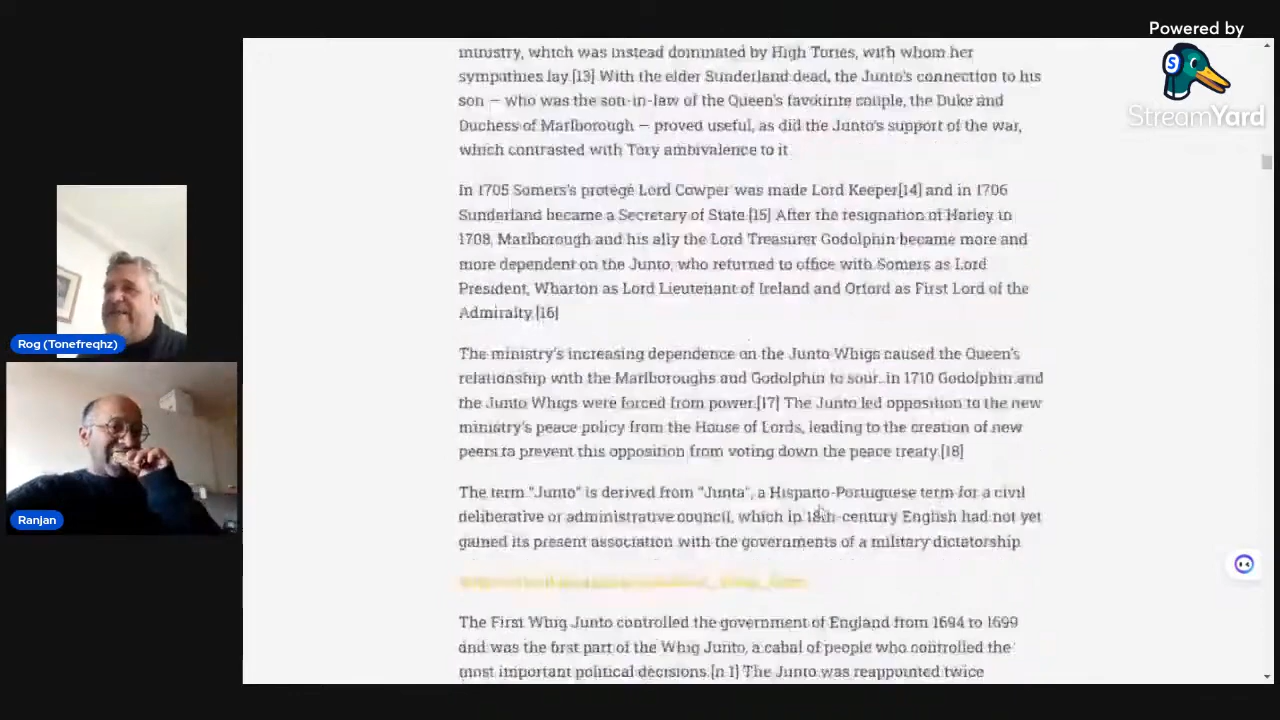 Powered by
S
StreamYard
ministry, which was instead dominated by High Tories, with whom her
sympathies lay.[13] With the elder Sunderland dead, the Junto's connection to his
son — who was the son-in-law of the Queen's favourite couple, the Duke and
Duchess of Marlborough — proved useful, as did the Junto's support of the war,
which contrasted with Tory ambivalence to it
In 1705 Somers's protégé Lord Cowper was made Lord Keeper[14] and in 1706
Sunderland became a Secretary of State.[15] After the resignation of Harley in
1708, Marlborough and his ally the Lord Treasurer Godolphin became more and
more dependent on the Junto, who returned to office with Somers as Lord
President, Wharton as Lord Lieutenant of Ireland and Orford as First Lord of the
Admiralty.[16]
The ministry's increasing dependence on the Junto Whigs caused the Queen's
relationship with the Marlboroughs and Godolphin to sour. in 1710 Godolphin and
the Junto Whigs were forced from power.[17] The Junto led opposition to the new
ministry's peace policy from the House of Lords, leading to the creation of new
peers to prevent this opposition from voting down the peace treaty.[18]
The term "Junto" is derived from "Junta", a Hispano-Portuguese term for a civil
deliberative or administrative council, which in 18th-century English had not yet
gained its present association with the governments of a military dictatorship
The First Whig Junto controlled the government of England from 1694 to 1699
and was the first part of the Whig Junto, a cabal of people who controlled the
most important political decisions.[n 1] The Junto was reappointed twice
Rog (Tonefreqhz)
Ranjan